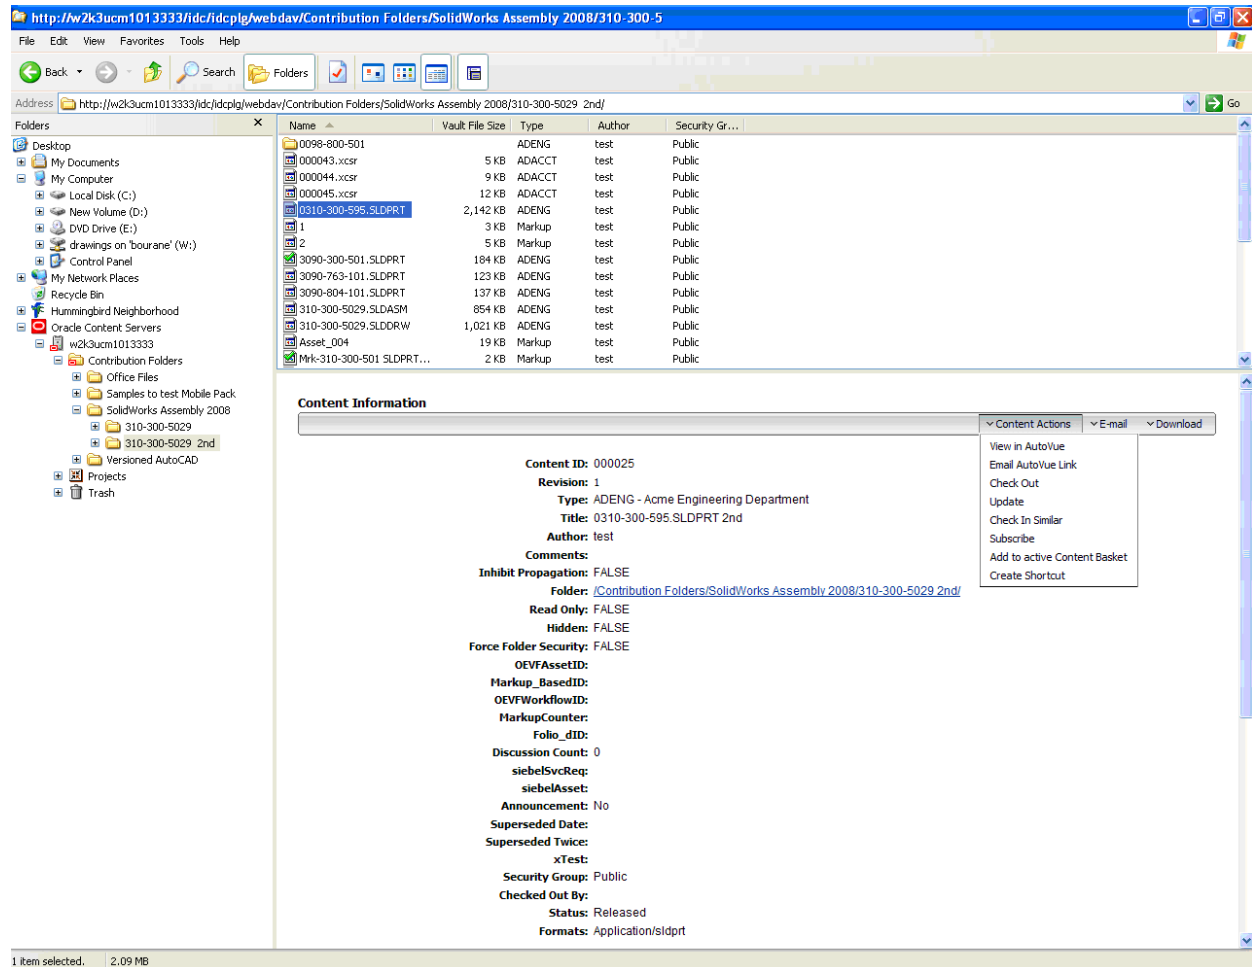 http://w2k3ucm1013333/idc/idcplg/webdav/Contribution Folders/SolidWorks Assembly 2008/310-300-5
File Edit View Favorites Tools Help
Back Search Folders
Address http://w2k3ucm1013333/idc/idcplg/webdav/Contribution Folders/SolidWorks Assembly 2008/310-300-5029 2nd/ Go
Folders x
Desktop
My Documents
My Computer
Local Disk (C:)
New Volume (D:)
DVD Drive (E:)
drawings on 'bourane' (W:)
Control Panel
My Network Places
Recycle Bin
Hummingbird Neighborhood
Oracle Content Servers
w2k3ucm1013333
Contribution Folders
Office Files
Samples to test Mobile Pack
SolidWorks Assembly 2008
310-300-5029
310-300-5029 2nd
Versioned AutoCAD
Projects
Trash
Name Vault File Size Type Author Security Gr...
0098-800-501 ADENG test Public
000043.xcsr 5 KB ADACCT test Public
000044.xcsr 9 KB ADACCT test Public
000045.xcsr 12 KB ADACCT test Public
0310-300-595.SLDPRT 2,142 KB ADENG test Public
1 3 KB Markup test Public
2 5 KB Markup test Public
3090-300-501.SLDPRT 184 KB ADENG test Public
3090-763-101.SLDPRT 123 KB ADENG test Public
3090-804-101.SLDPRT 137 KB ADENG test Public
310-300-5029.SLDASM 854 KB ADENG test Public
310-300-5029.SLDDRW 1,021 KB ADENG test Public
Asset_004 19 KB Markup test Public
Mrk-310-300-501 SLDPRT... 2 KB Markup test Public
Content Information
Content Actions E-mail Download
View in AutoVue
Email AutoVue Link
Check Out
Update
Check In Similar
Subscribe
Add to active Content Basket
Create Shortcut
Content ID: 000025
Revision: 1
Type: ADENG - Acme Engineering Department
Title: 0310-300-595.SLDPRT 2nd
Author: test
Comments:
Inhibit Propagation: FALSE
Folder: /Contribution Folders/SolidWorks Assembly 2008/310-300-5029 2nd/
Read Only: FALSE
Hidden: FALSE
Force Folder Security: FALSE
OEVFAssetID:
Markup_BasedID:
OEVFWorkflowID:
MarkupCounter:
Folio_dID:
Discussion Count: 0
siebelSvcReq:
siebelAsset:
Announcement: No
Superseded Date:
Superseded Twice:
xTest:
Security Group: Public
Checked Out By:
Status: Released
Formats: Application/sldprt
1 item selected. 2.09 MB